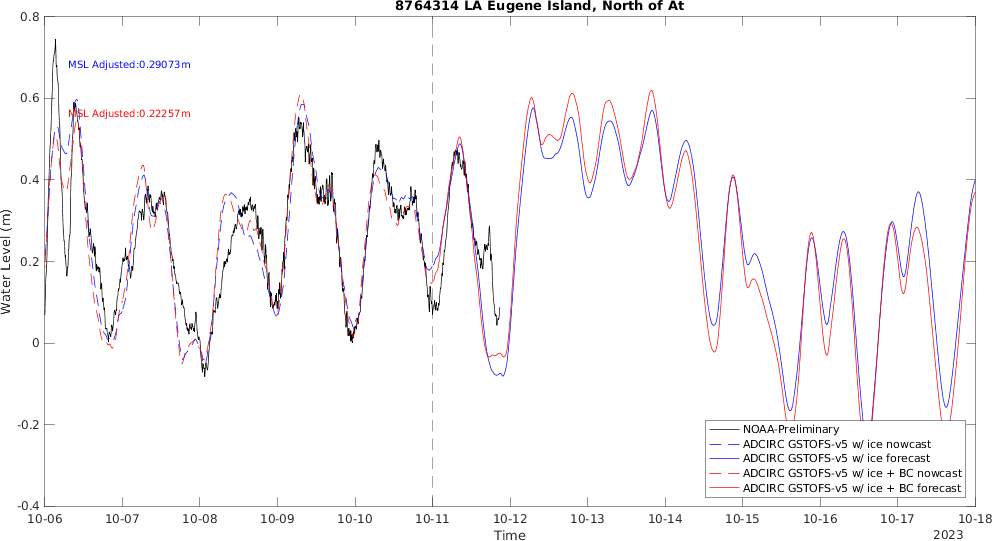 8764314 LA Eugene Island, North of At
MSL Adjusted:0.29073m
MSL Adjusted:0.22257m
Water Level (m)
0.8
0.6
0.4
0.2
0
-0.2
-0.4
NOAA-Preliminary
ADCIRC GSTOFS-v5 w/ ice nowcast
ADCIRC GSTOFS-v5 w/ ice forecast
ADCIRC GSTOFS-v5 w/ ice + BC nowcast
ADCIRC GSTOFS-v5 w/ ice + BC forecast
10-06 10-07 10-08 10-09 10-10 10-11 10-12 10-13 10-14 10-15 10-16 10-17 10-18
Time
2023